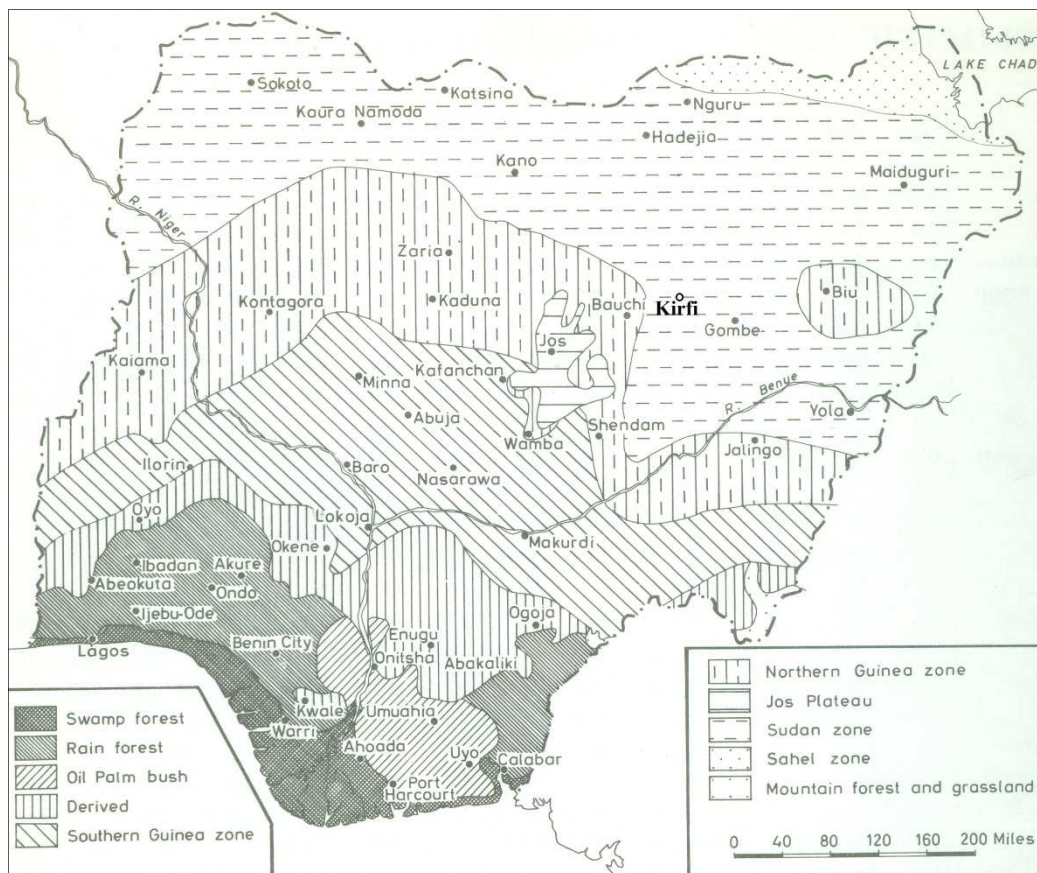 LAKE CHAD
Sokoto
Katsina
Nguru
Kaura Namoda
Hadejia
Kano
Maiduguri
R. Niger
Zaria
Kaduna
Kontagora
Bauchi
Kirfi
Biu
Gombe
Jos
Kaiama
Minna
Kafanchan
R. Benue
Abuja
Yola
Wamba
Shendam
Jalingo
Ilorin
Baro
Nasarawa
Oyo
Lokoja
Makurdi
Okene
Ibadan
Akure
Abeokuta
Ondo
Ijebu-Ode
Ogoja
Lagos
Benin City
Enugu
Onitsha
Abakaliki
Kwale
Umuahia
Warri
Ahoada
Uyo
Calabar
Port
Harcourt
Swamp forest
Rain forest
Oil Palm bush
Derived
Southern Guinea zone
Northern Guinea zone
Jos Plateau
Sudan zone
Sahel zone
Mountain forest and grassland
0 40 80 120 160 200 Miles